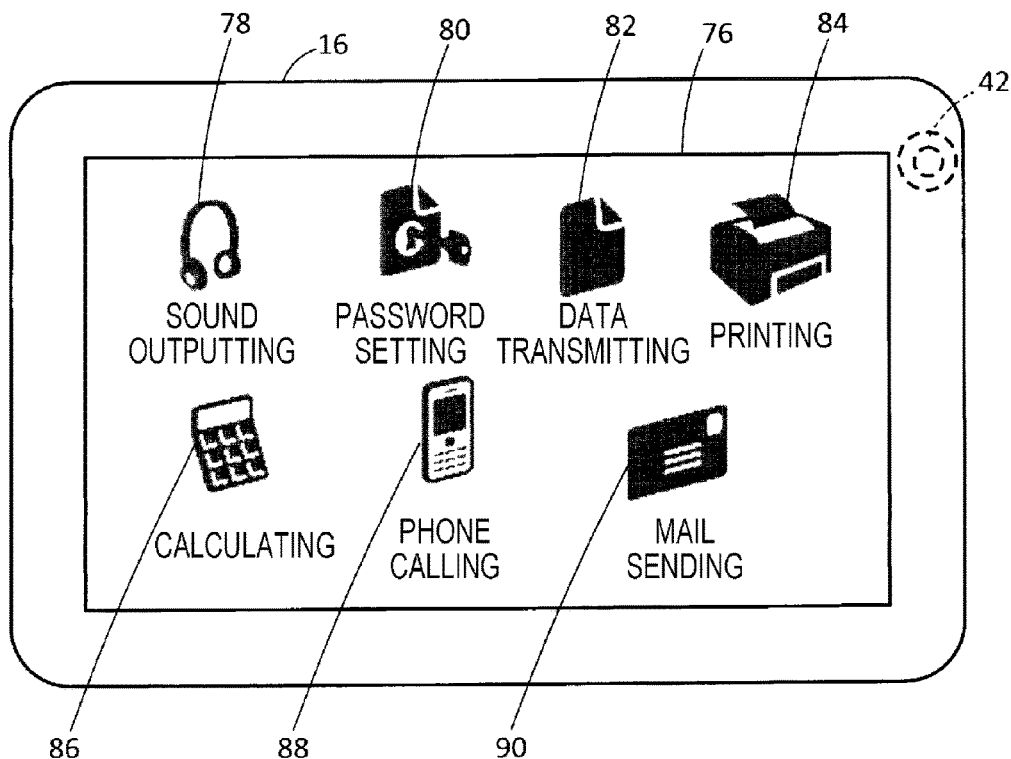 78 16 80 82 76 84
42
SOUND OUTPUTTING
PASSWORD SETTING
DATA TRANSMITTING
PRINTING
CALCULATING
PHONE CALLING
MAIL SENDING
86 88 90